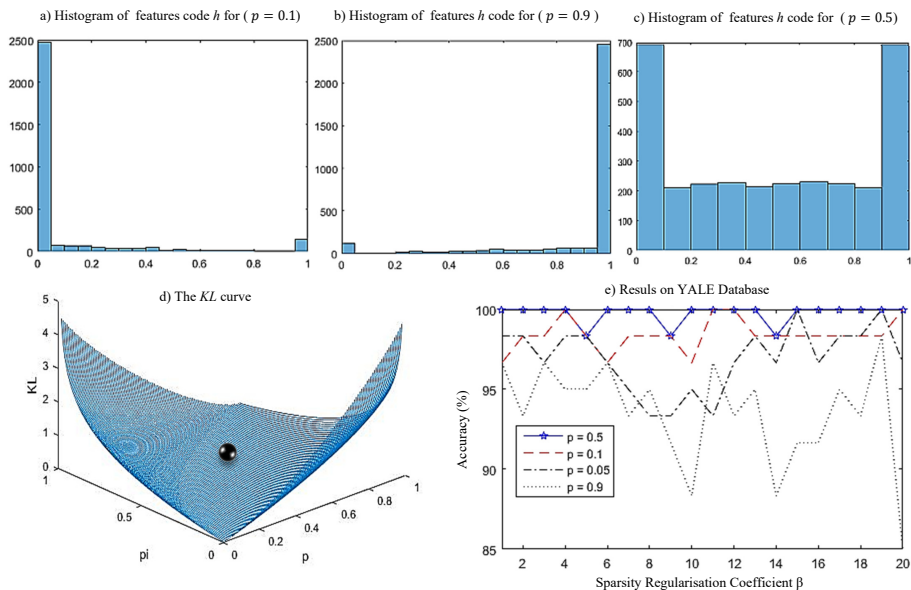 a) Histogram of features code h for ( p = 0.1)
b) Histogram of features h code for ( p = 0.9 )
c) Histogram of features h code for ( p = 0.5)
2500
2000
1500
1000
500
0
0 0.2 0.4 0.6 0.8 1
2500
2000
1500
1000
500
0
0 0.2 0.4 0.6 0.8 1
700
600
500
400
300
200
100
0
0 0.2 0.4 0.6 0.8 1
d) The KL curve
5
4
3
2
1
0
KL
1
0.5
0
pi
0
0.2
0.4
0.6
0.8
1
p
e) Resuls on YALE Database
100
95
90
85
Accuracy (%)
p = 0.5
p = 0.1
p = 0.05
p = 0.9
2 4 6 8 10 12 14 16 18 20
Sparsity Regularisation Coefficient β